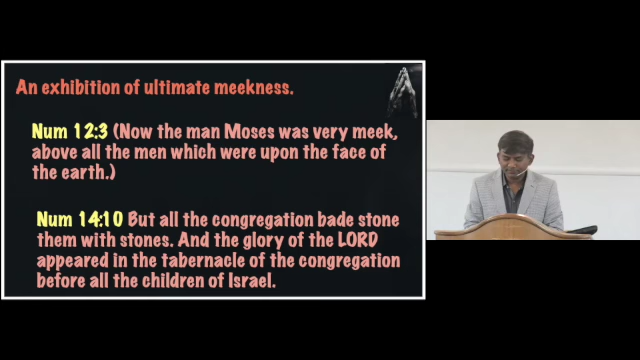 An exhibition of ultimate meekness.
Num 12:3 (Now the man Moses was very meek,
above all the men which were upon the face of
the earth.)
Num 14:10 But all the congregation bade stone
them with stones. And the glory of the LORD
appeared in the tabernacle of the congregation
before all the children of Israel.